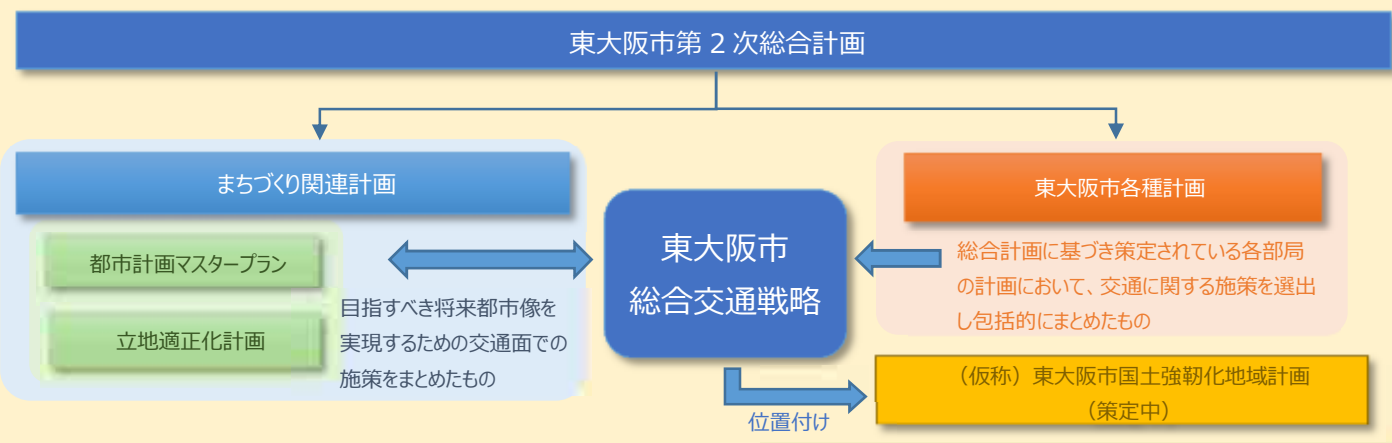 東大阪市第２次総合計画
まちづくり関連計画
都市計画マスタープラン
立地適正化計画
目指すべき将来都市像を
実現するための交通面での
施策をまとめたもの
東大阪市
総合交通戦略
東大阪市各種計画
総合計画に基づき策定されている各部局
の計画において、交通に関する施策を選出
し包括的にまとめたもの
位置付け
（仮称）東大阪市国土強靭化地域計画
（策定中）